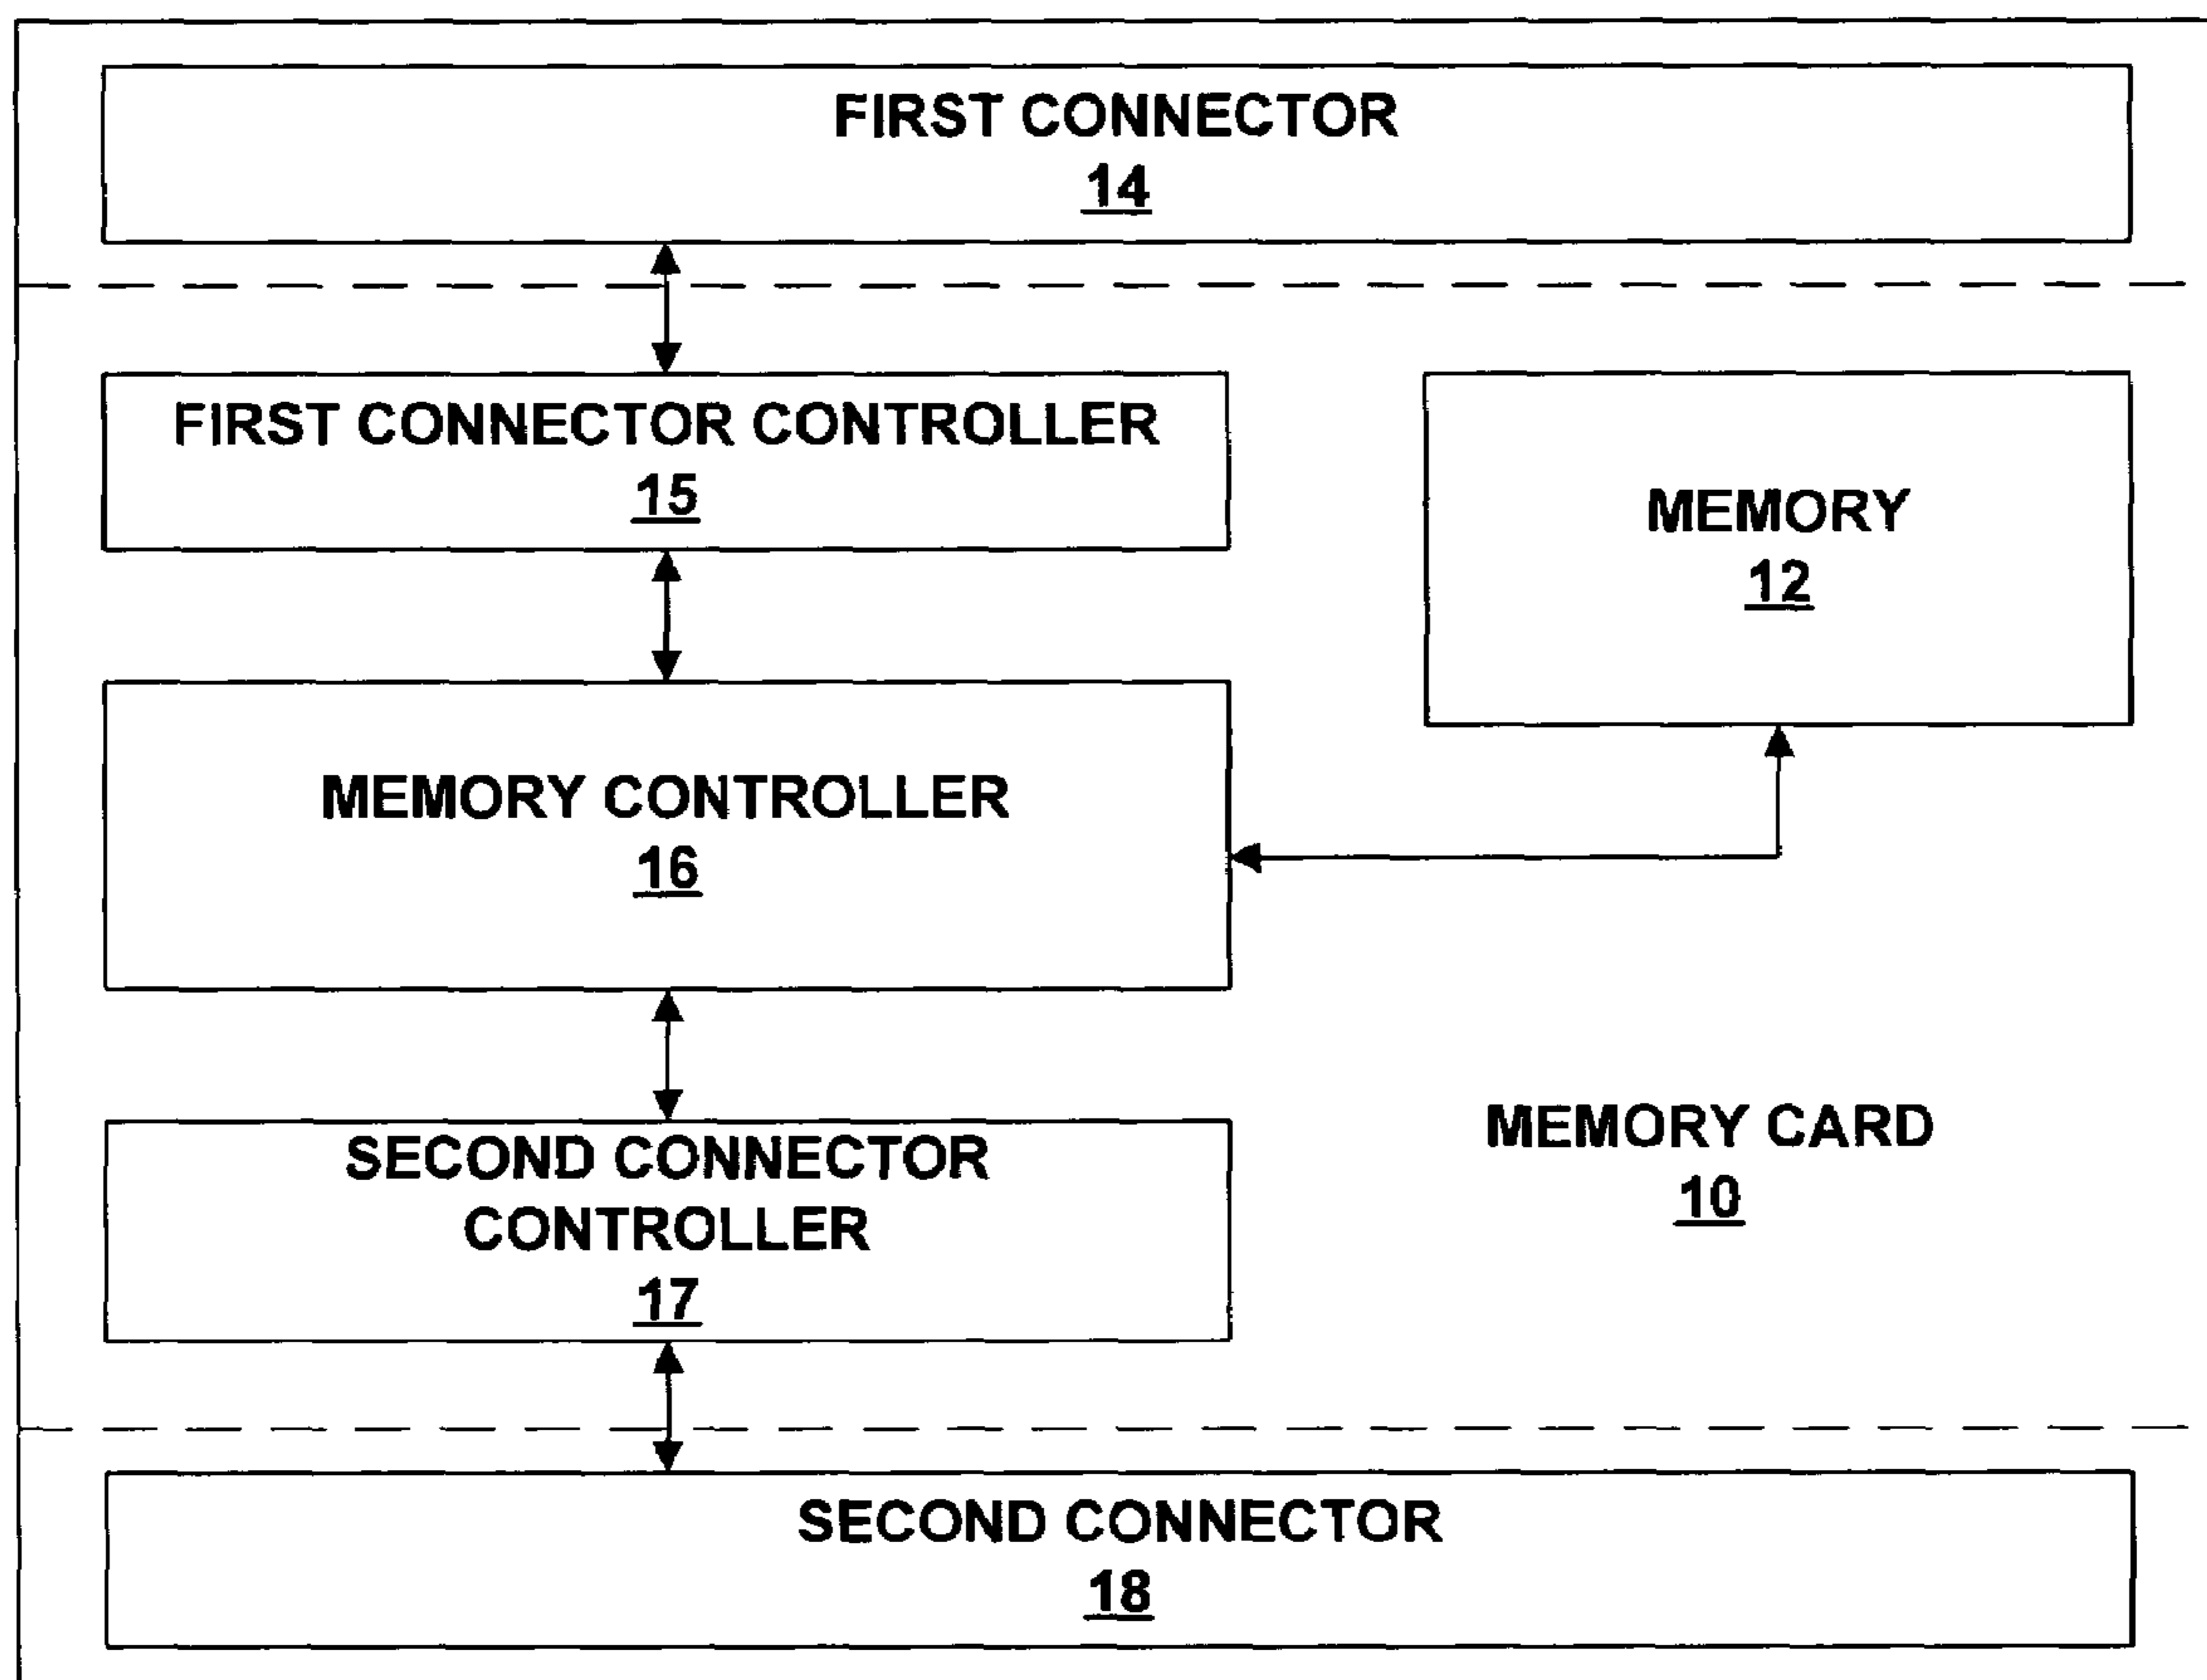 FIRST CONNECTOR
14
FIRST CONNECTOR CONTROLLER
15
MEMORY
12
MEMORY CONTROLLER
16
SECOND CONNECTOR
CONTROLLER
17
MEMORY CARD
10
SECOND CONNECTOR
18